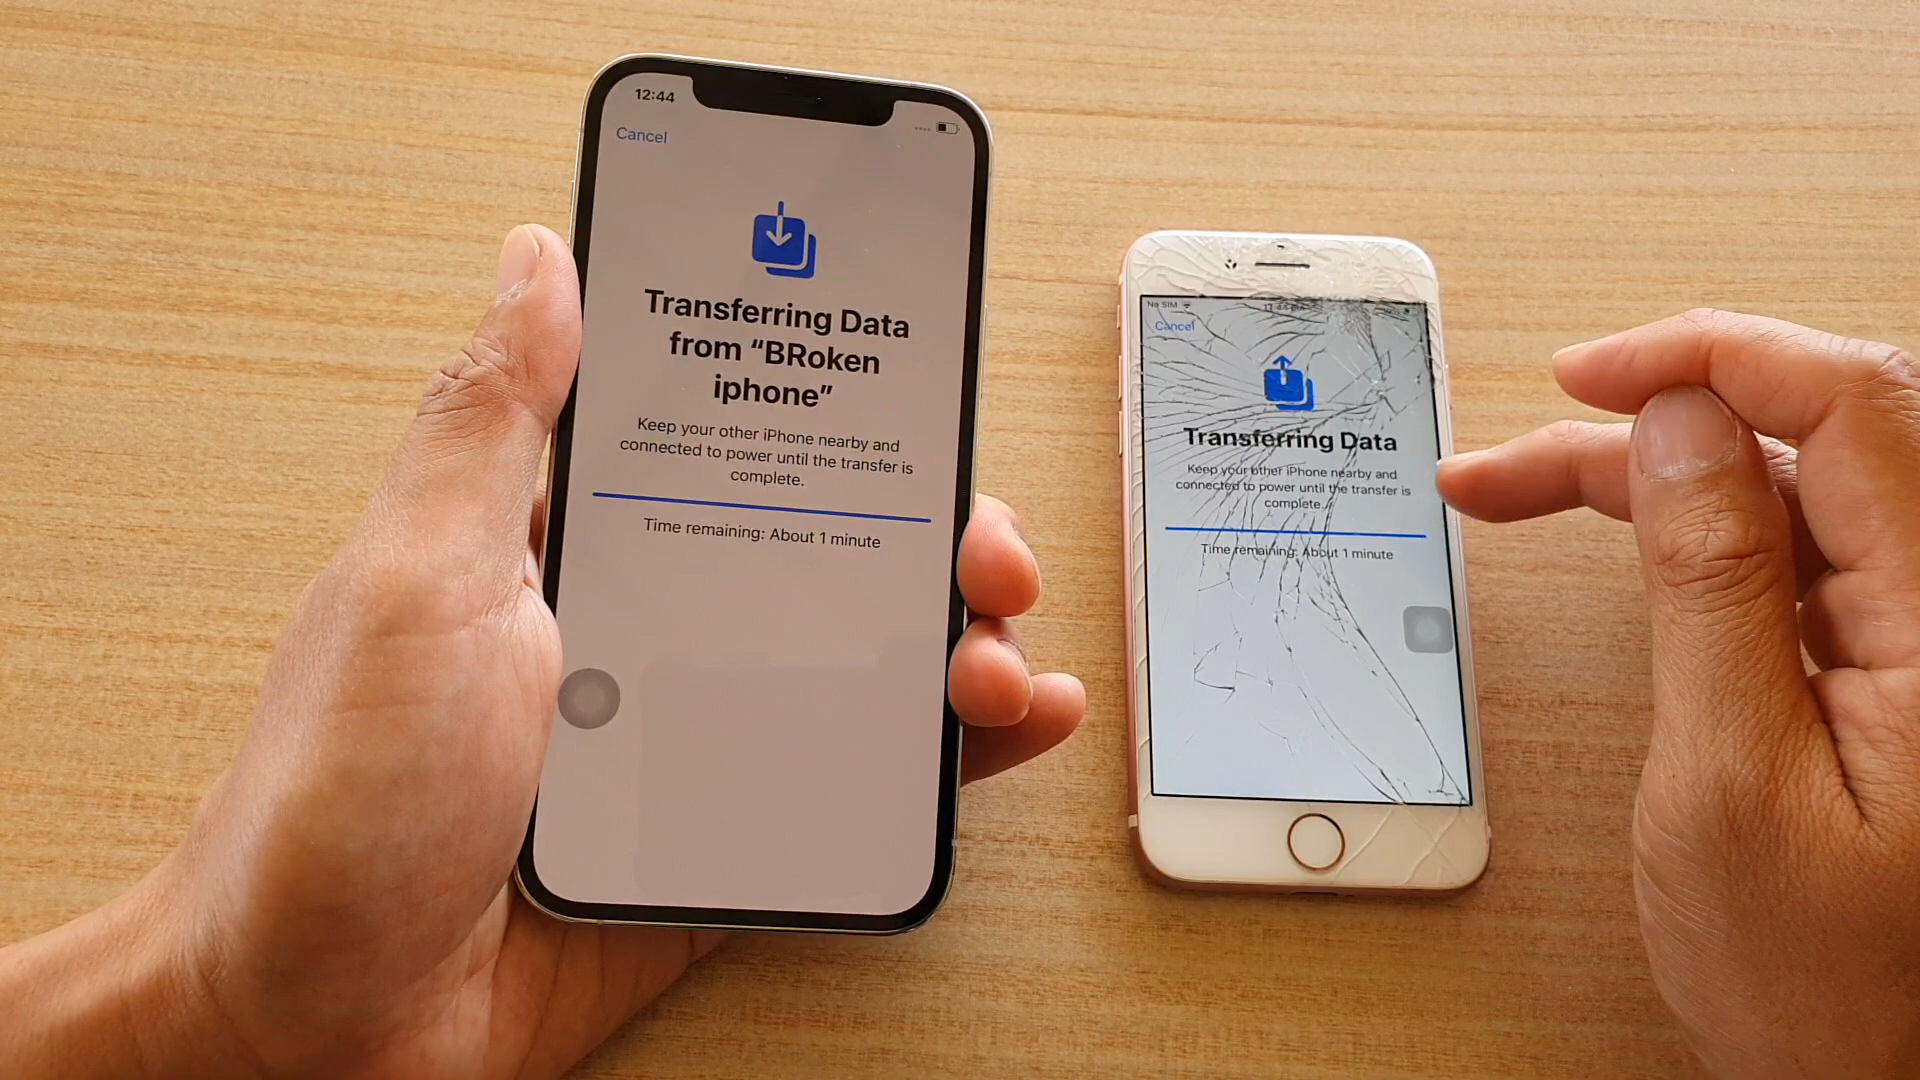 12:44
Cancel
Transferring Data
from “BRoken
iphone”
Keep your other iPhone nearby and
connected to power until the transfer is
complete.
Time remaining: About 1 minute
No SIM
Cancel
Transferring Data
Keep your other iPhone nearby and
connected to power until the transfer is
complete.
Time remaining: About 1 minute